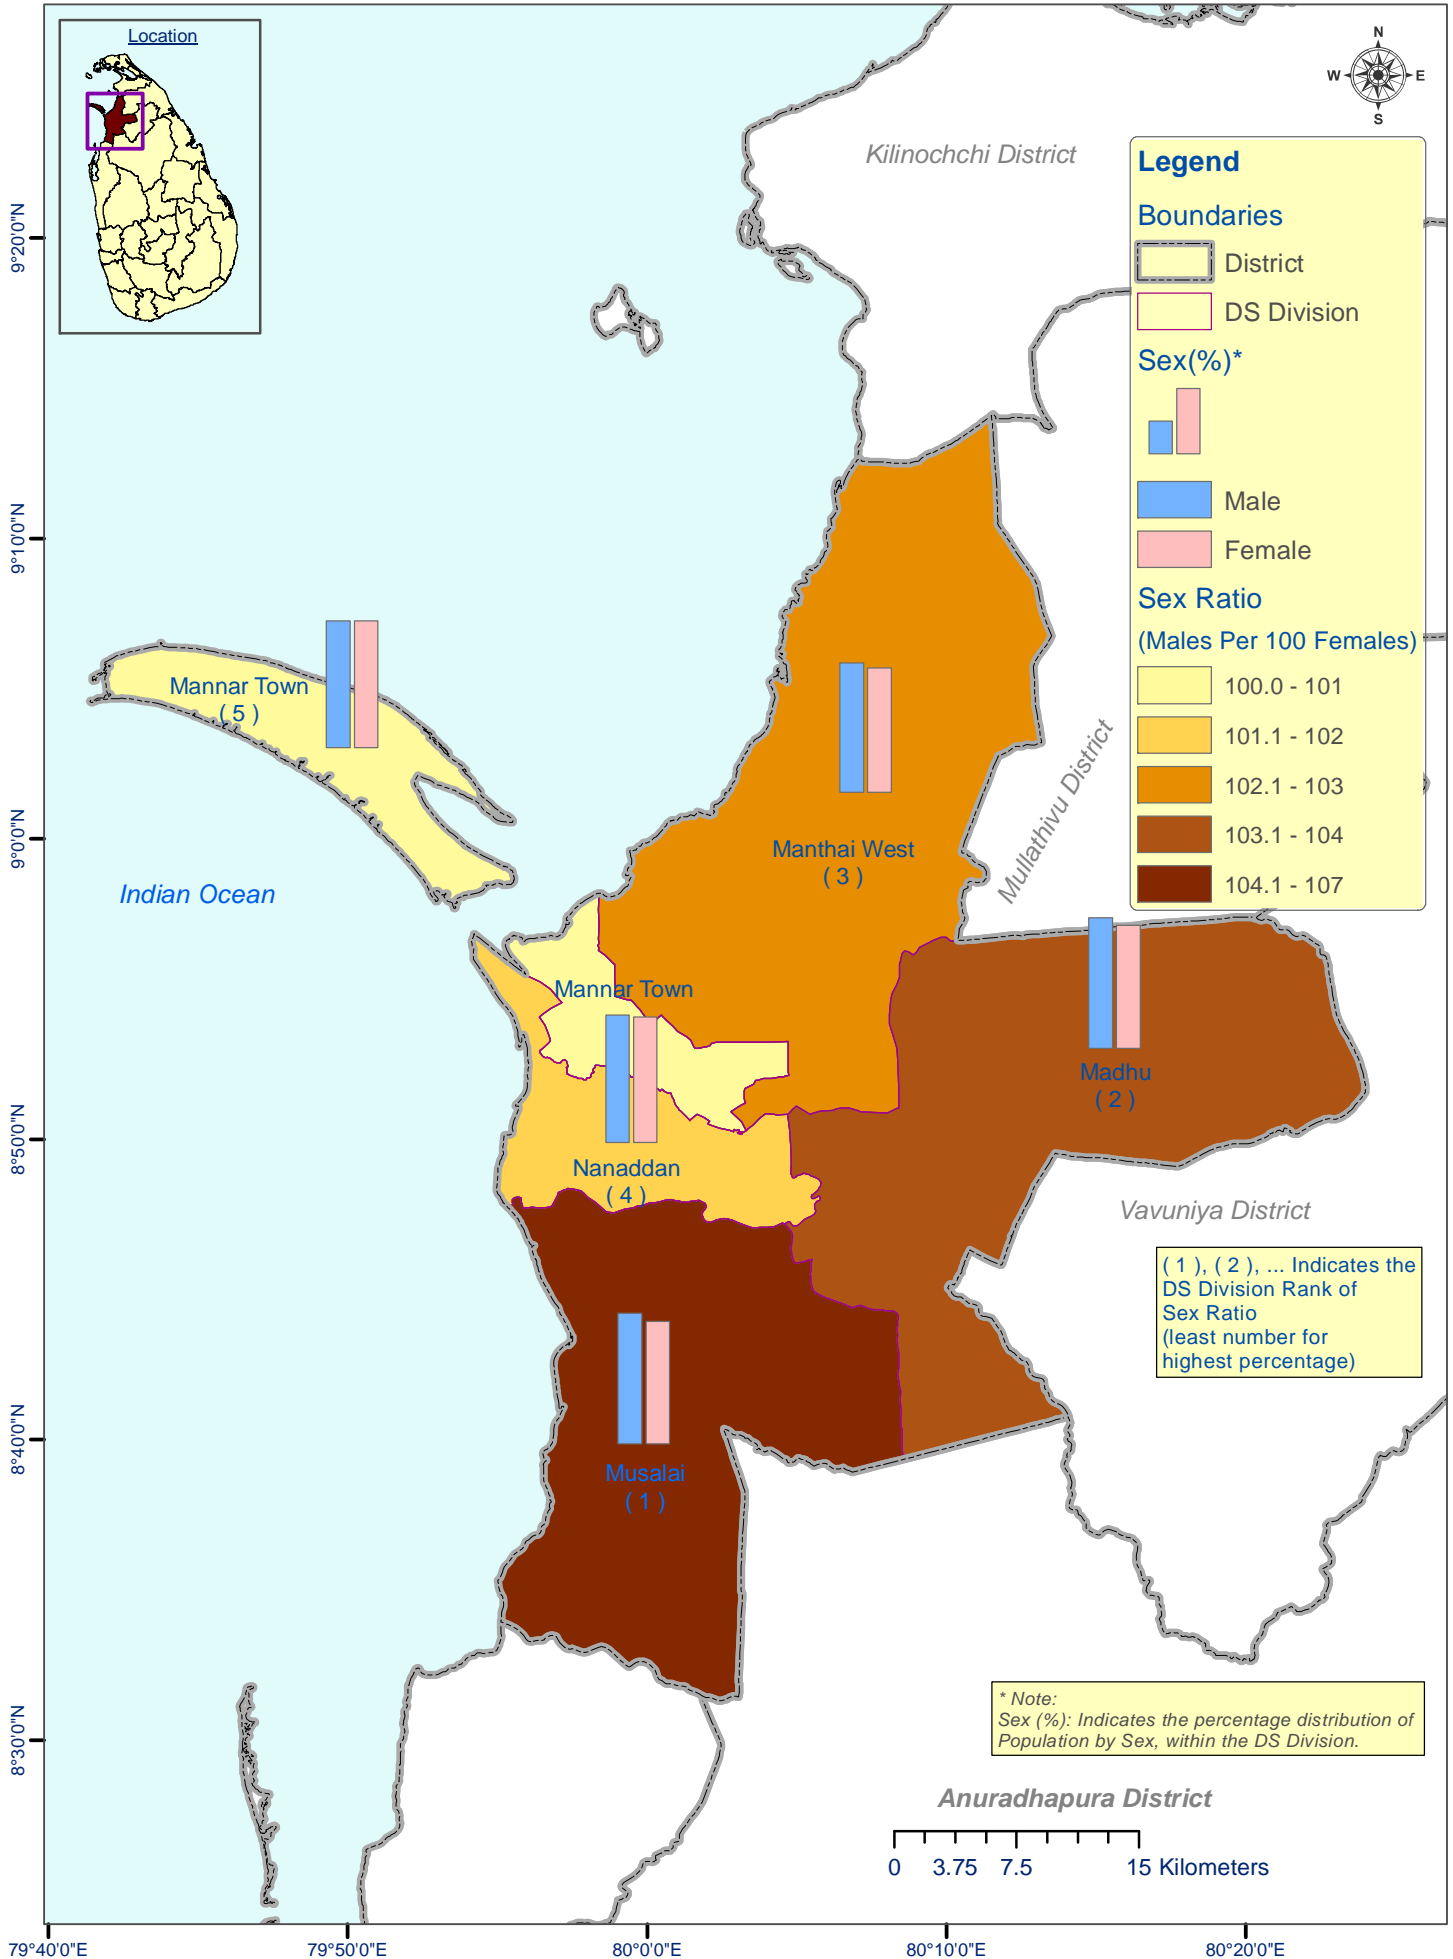 Location
N
W
E
S
Kilinochchi District
Legend
Boundaries
District
DS Division
Sex(%)*
Male
Female
Sex Ratio
(Males Per 100 Females)
100.0 - 101
101.1 - 102
102.1 - 103
103.1 - 104
104.1 - 107
9°20'0"N
9°10'0"N
9°0'0"N
8°50'0"N
8°40'0"N
8°30'0"N
Mannar Town
( 5 )
Indian Ocean
Manthai West
( 3 )
Mullathivu District
Mannar Town
Madhu
( 2 )
Nanaddan
( 4 )
Vavuniya District
( 1 ), ( 2 ), ... Indicates the
DS Division Rank of
Sex Ratio
(least number for
highest percentage)
Musalai
( 1 )
* Note:
Sex (%): Indicates the percentage distribution of
Population by Sex, within the DS Division.
Anuradhapura District
0 3.75 7.5 15 Kilometers
79°40'0"E 79°50'0"E 80°0'0"E 80°10'0"E 80°20'0"E